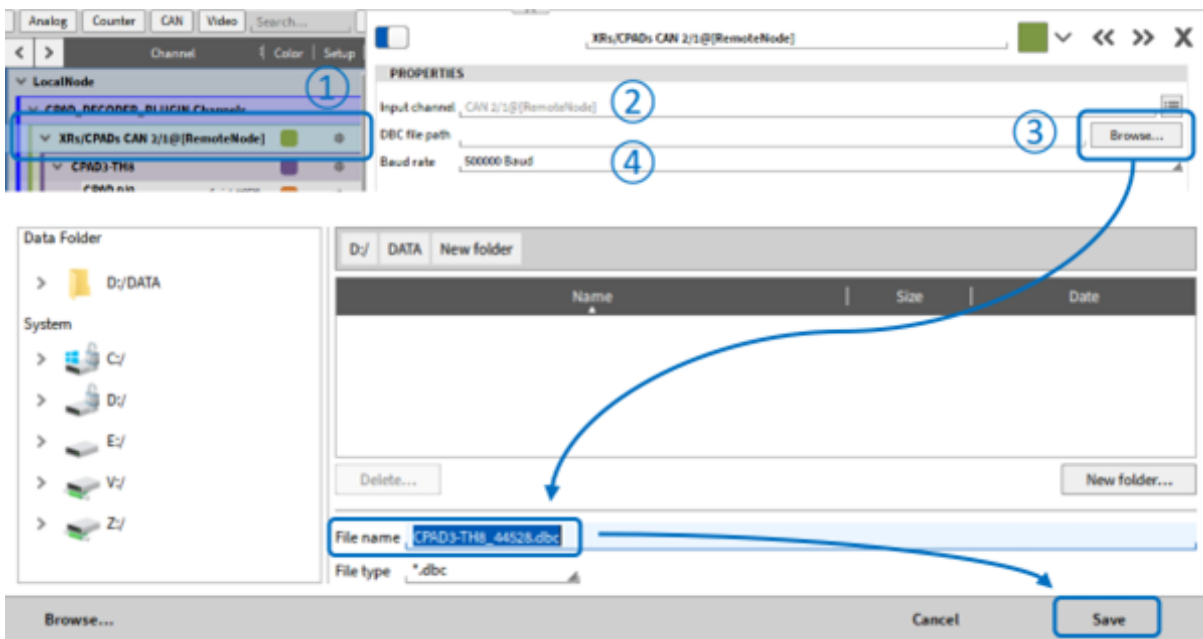 Analog Counter CAN Video Search...
Channel Color Setup
LocalNode
①
CPAD_DECODER_PLUGIN Channels
XRs/CPADs CAN 2/1@[RemoteNode]
CPAD3-TH8
XRs/CPADs CAN 2/1@[RemoteNode]
PROPERTIES
Input channel CAN 2/1@[RemoteNode] ②
DBC file path ③ Browse...
Baud rate 500000 Baud ④
Data Folder
D:/DATA
System
C:/
D:/
E:/
V:/
Z:/
D:/ DATA New folder
Name Size Date
Delete... New folder...
File name CPAD3-TH8_44528.dbc
File type *.dbc
Browse... Cancel Save